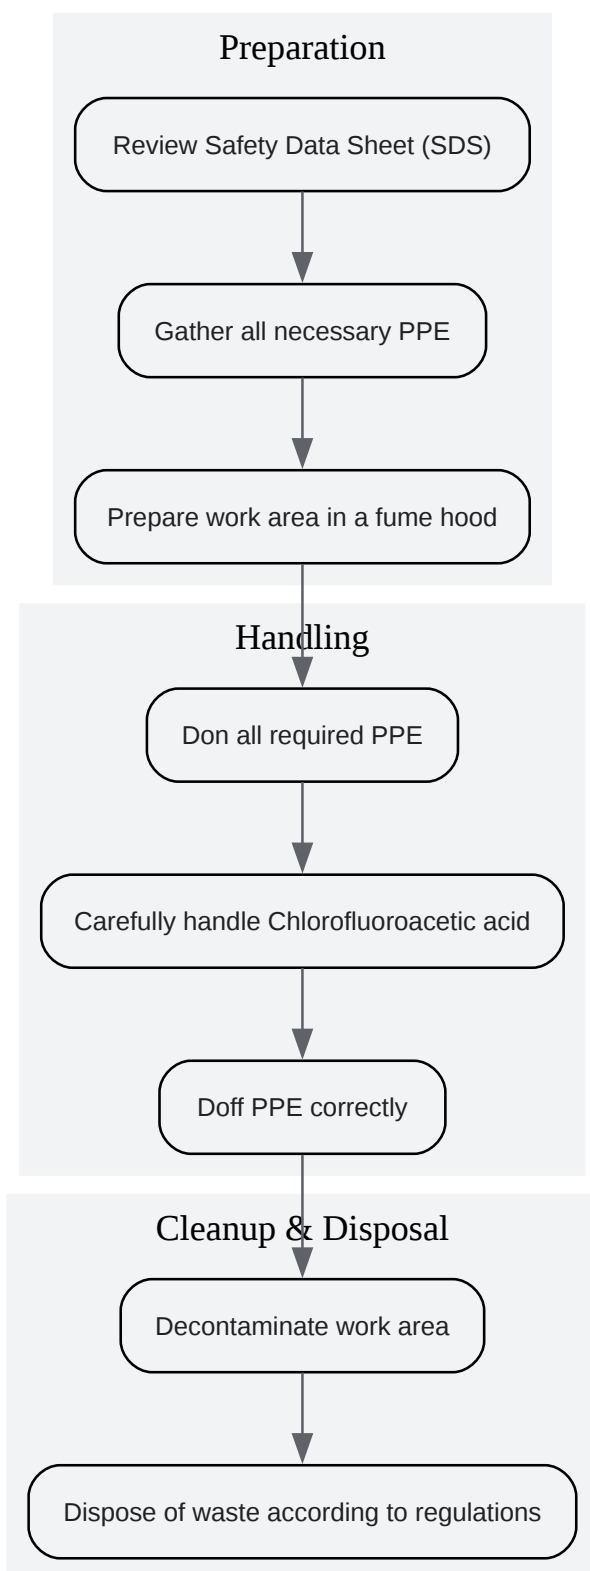 Preparation
Review Safety Data Sheet (SDS)
Gather all necessary PPE
Prepare work area in a fume hood
Handling
Don all required PPE
Carefully handle Chlorofluoroacetic acid
Doff PPE correctly
Cleanup & Disposal
Decontaminate work area
Dispose of waste according to regulations